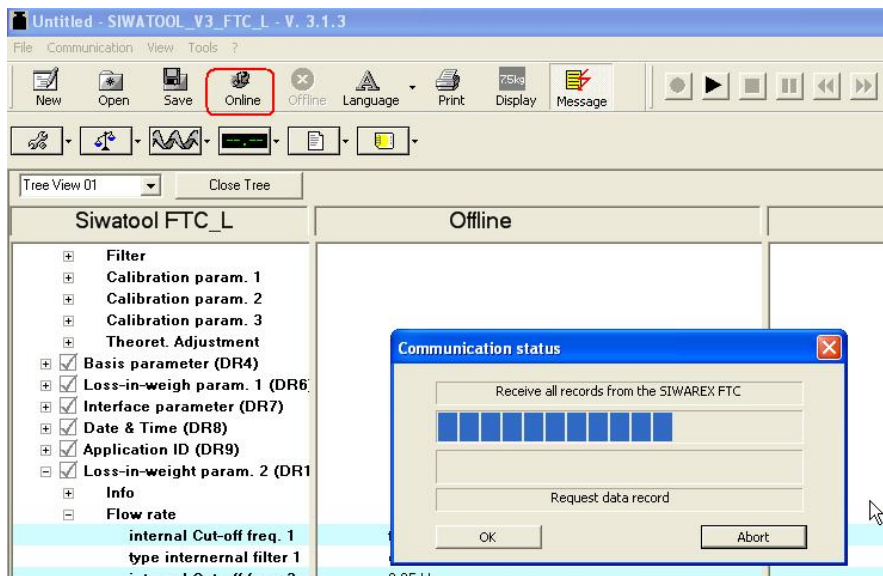 Untitled - SIWATOOL_V3_FTC_L - V. 3.1.3
File Communication View Tools ?
New Open Save Online Offline Language Print 7.5kg Display Message
Tree View 01 Close Tree
Siwatool FTC_L Offline
Filter
Calibration param. 1
Calibration param. 2
Calibration param. 3
Theoret. Adjustment
Basis parameter (DR4)
Loss-in-weigh param. 1 (DR6)
Interface parameter (DR7)
Date & Time (DR8)
Application ID (DR9)
Loss-in-weight param. 2 (DR1
Info
Flow rate
internal Cut-off freq. 1
type internernal filter 1
Communication status
Receive all records from the SIWAREX FTC
Request data record
OK Abort